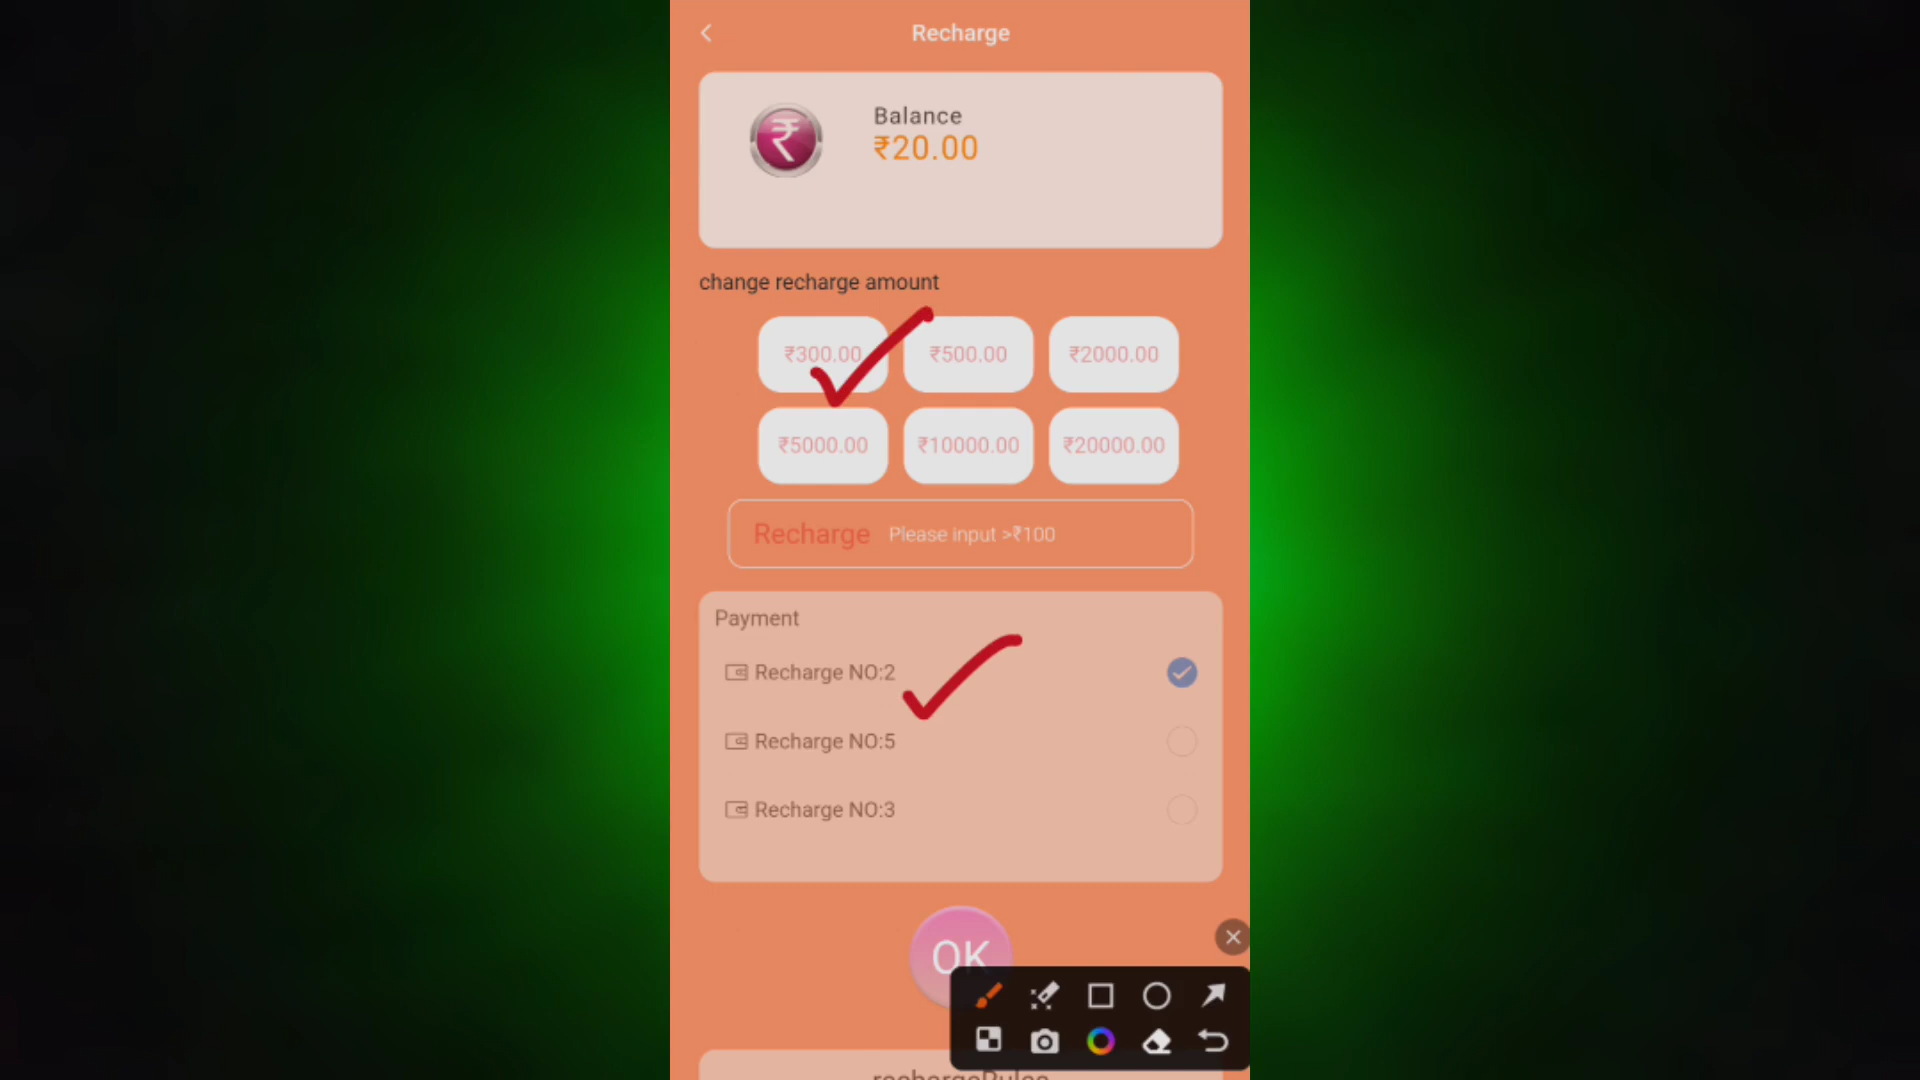 Recharge
Balance
₹20.00
change recharge amount
₹300.00 ₹500.00 ₹2000.00
₹5000.00 ₹10000.00 ₹20000.00
Recharge Please input >₹100
Payment
Recharge NO:2
Recharge NO:5
Recharge NO:3
OK
rechargeRules